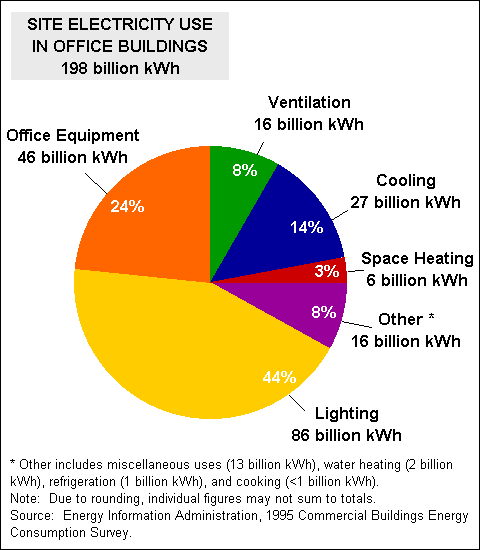 SITE ELECTRICITY USE
IN OFFICE BUILDINGS
198 billion kWh
Ventilation
16 billion kWh
8%
Office Equipment
46 billion kWh
24%
Cooling
27 billion kWh
14%
Space Heating
6 billion kWh
3%
Other *
16 billion kWh
8%
44%
Lighting
86 billion kWh
* Other includes miscellaneous uses (13 billion kWh), water heating (2 billion
kWh), refrigeration (1 billion kWh), and cooking (<1 billion kWh).
Note: Due to rounding, individual figures may not sum to totals.
Source: Energy Information Administration, 1995 Commercial Buildings Energy
Consumption Survey.